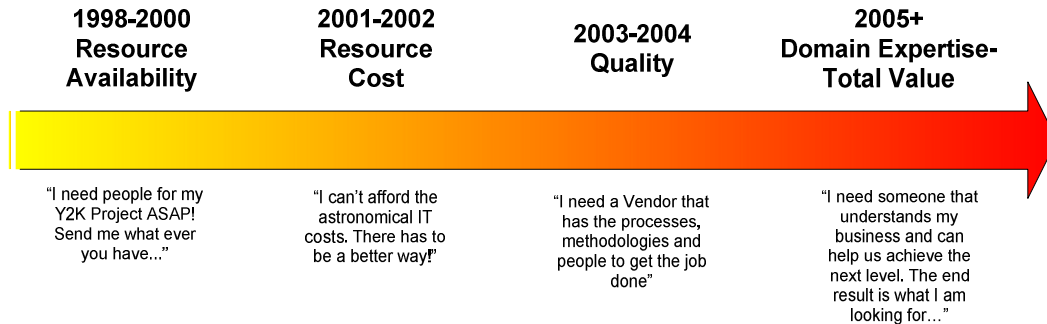 1998-2000
Resource
Availability
2001-2002
Resource
Cost
2003-2004
Quality
2005+
Domain Expertise-
Total Value
“I need people for my
Y2K Project ASAP!
Send me what ever
you have...”
“I can’t afford the
astronomical IT
costs. There has to
be a better way!”
“I need a Vendor that
has the processes,
methodologies and
people to get the job
done”
“I need someone that
understands my
business and can
help us achieve the
next level. The end
result is what I am
looking for…”